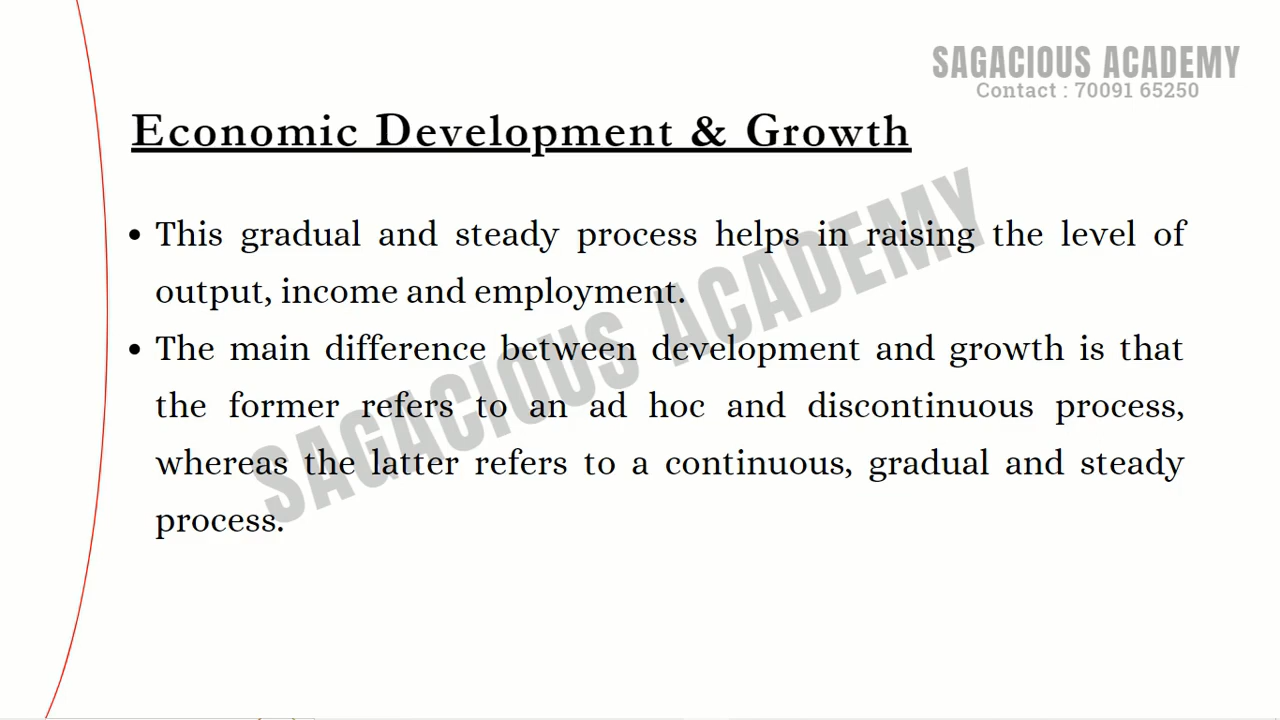 SAGACIOUS ACADEMY
Contact : 70091 65250
Economic Development & Growth
• This gradual and steady process helps in raising the level of
output, income and employment.
• The main difference between development and growth is that
the former refers to an ad hoc and discontinuous process,
whereas the latter refers to a continuous, gradual and steady
process.
SAGACIOUS ACADEMY